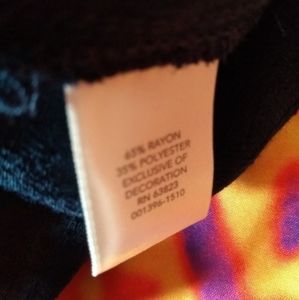 65% RAYON
35% POLYESTER
EXCLUSIVE OF
DECORATION
RN 63823
001396-1510